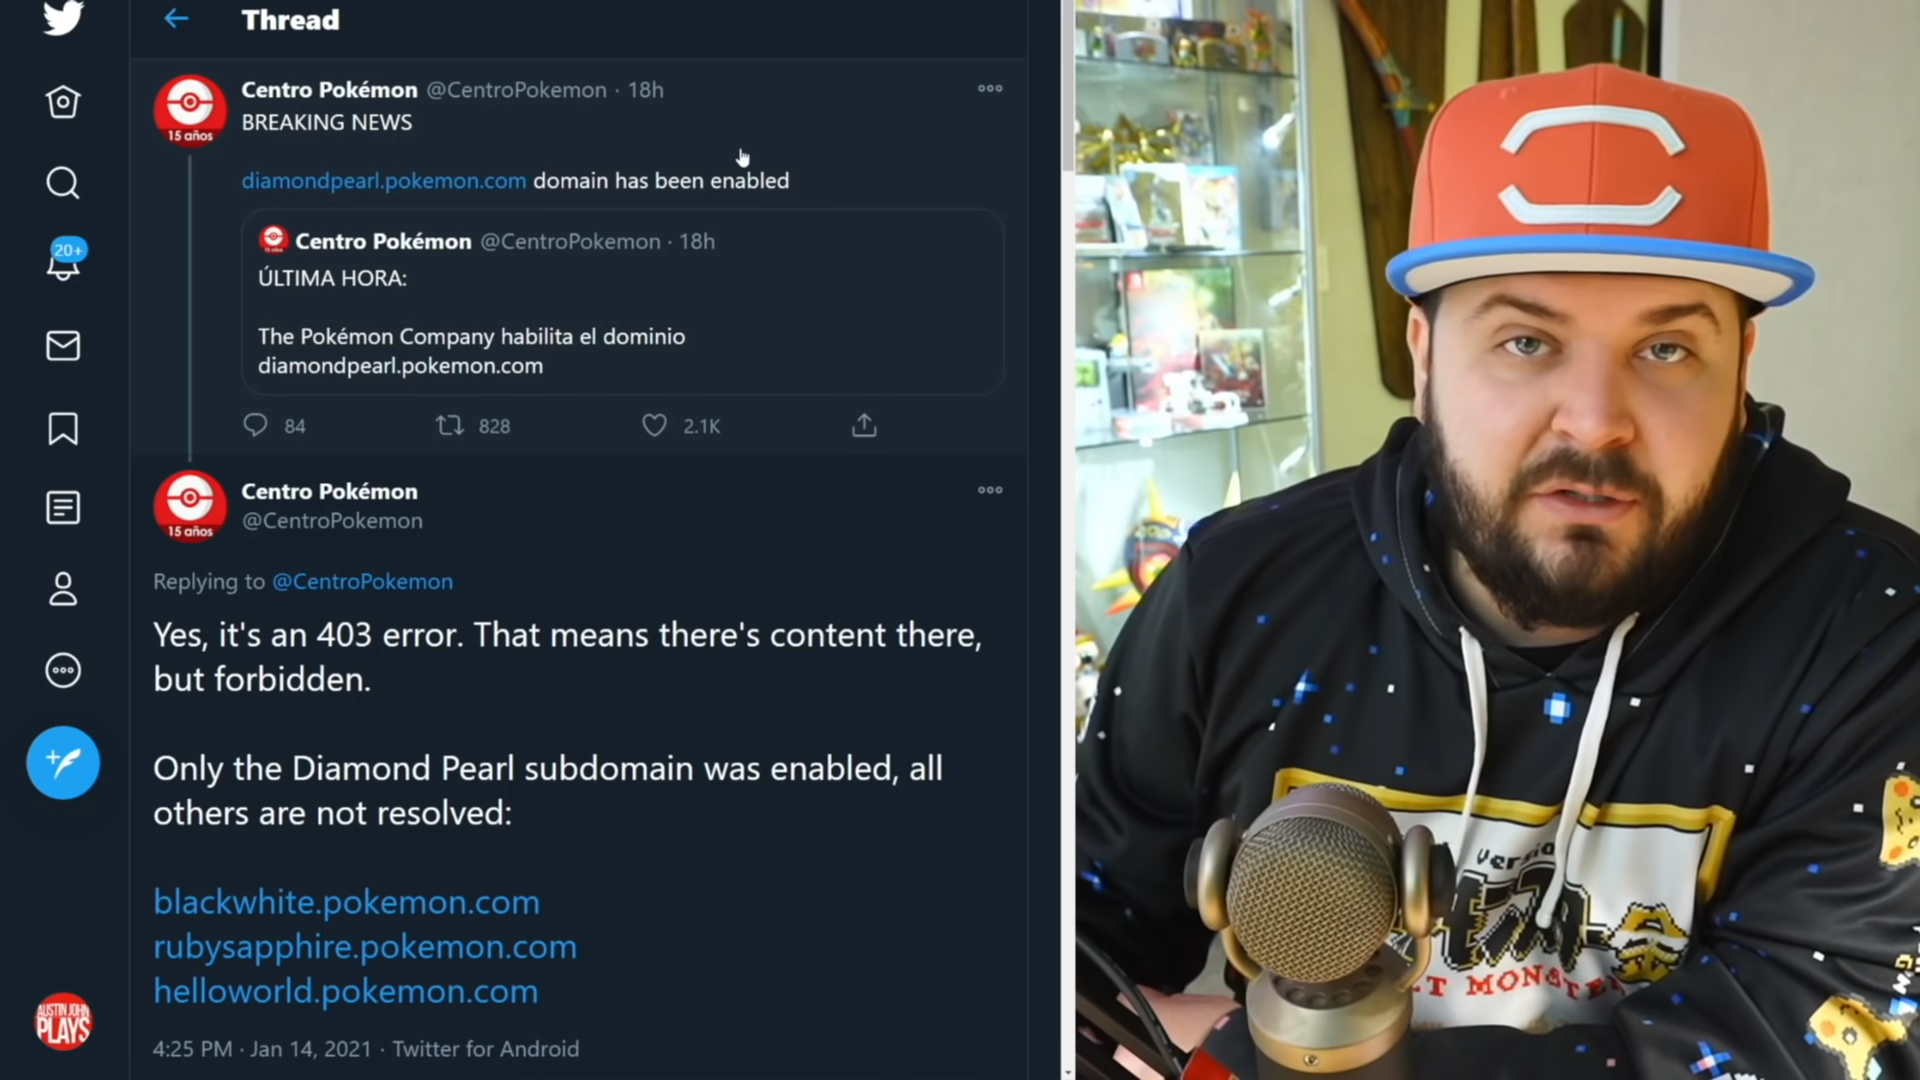 Thread
Centro Pokémon @CentroPokemon · 18h
BREAKING NEWS
diamondpearl.pokemon.com domain has been enabled
Centro Pokémon @CentroPokemon · 18h
ÚLTIMA HORA:
The Pokémon Company habilita el dominio
diamondpearl.pokemon.com
84 828 2.1K
15 años
20+
Centro Pokémon
@CentroPokemon
15 años
Replying to @CentroPokemon
Yes, it's an 403 error. That means there's content there,
but forbidden.
Only the Diamond Pearl subdomain was enabled, all
others are not resolved:
blackwhite.pokemon.com
rubysapphire.pokemon.com
helloworld.pokemon.com
4:25 PM · Jan 14, 2021 · Twitter for Android
AUSTIN JOHN
PLAYS